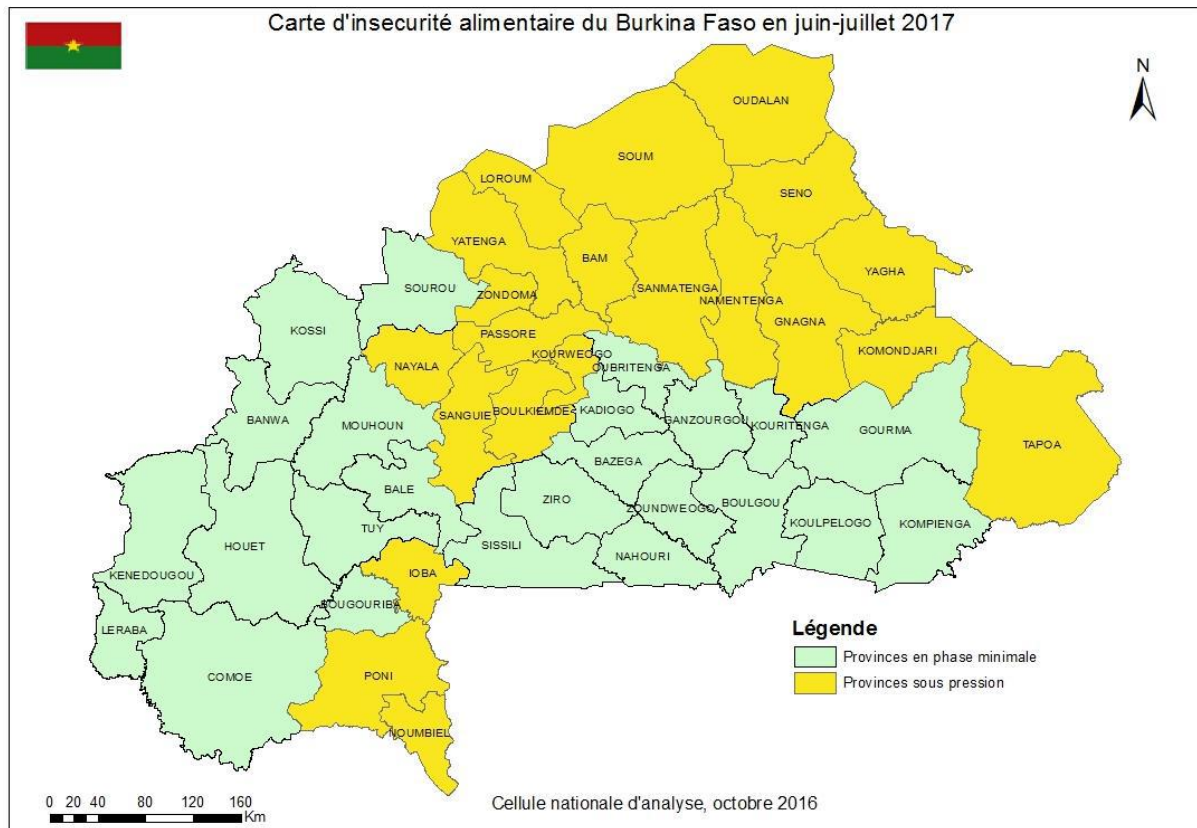 Carte d'insecurité alimentaire du Burkina Faso en juin-juillet 2017
N
OUDALAN
SOUM
LOROUM
SENO
YATENGA
BAM
YAGHA
SOUROU
SANMATENGA
ZONDOMA
NAMENTENGA
GNAGNA
KOSSI
PASSORE
KOMONDJARI
KOURWEOGO
NAYALA
OUBRITENGA
BOULKIEMDE
KADIOGO
SANGUIE
BANWA
MOUHOUN
GANZOURGOU
KOURITENGA
GOURMA
TAPOA
BAZEGA
BALE
ZIRO
BOULGOU
ZOUNDWEOGO
KOULPELOGO
KOMPIENGA
TUY
HOUET
SISSILI
NAHOURI
KENEDOUGOU
IOBA
BOUGOURIBA
LERABA
COMOE
PONI
NOUMBIEL
Légende
Provinces en phase minimale
Provinces sous pression
0 20 40 80 120 160
Km
Cellule nationale d'analyse, octobre 2016